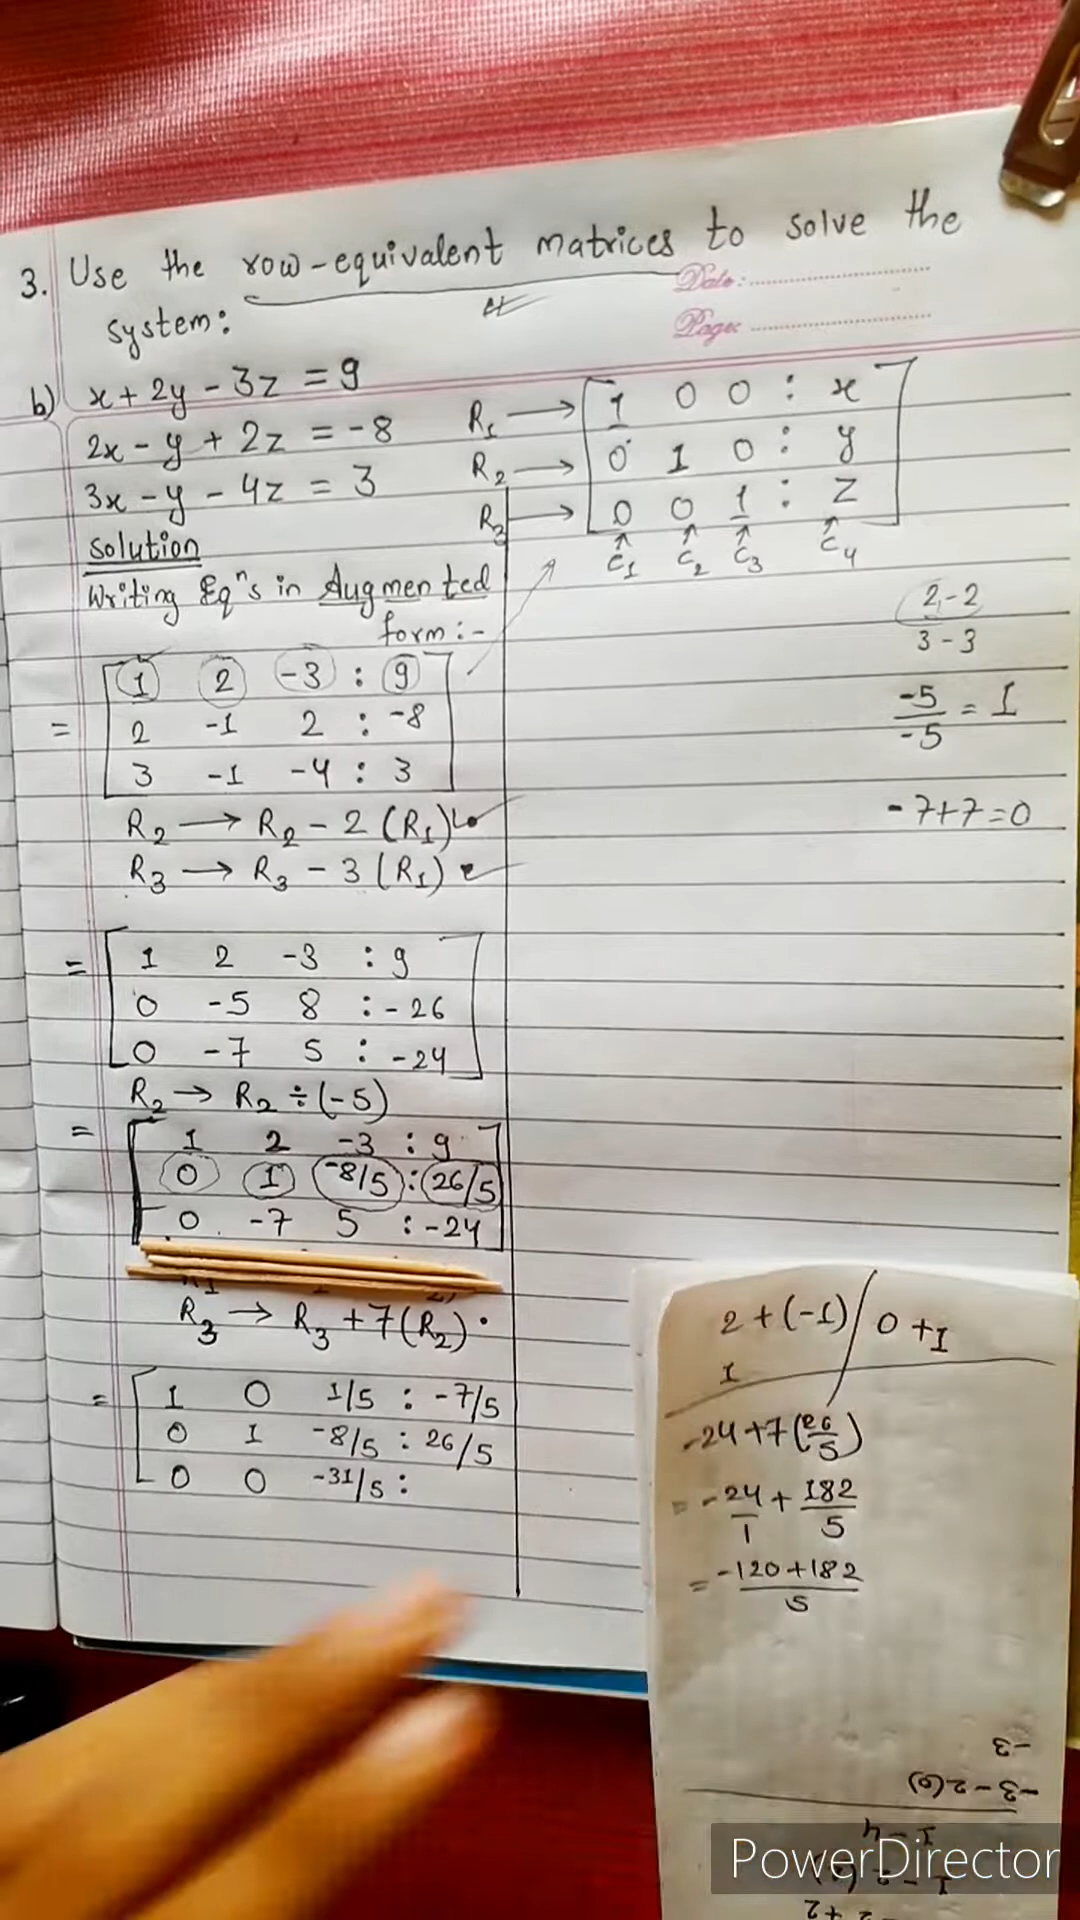 3. Use the row-equivalent matrices to solve the
Date:
system:
Page:
b) x + 2y - 3z = 9
2x - y + 2z = -8
3x - y - 4z = 3
R₁ → [ 1 0 0 : x ]
R₂ → 0 1 0 : y
R₃ → 0 0 1 : z
C₁ C₂ C₃ C₄
Solution
Writing Eqⁿ's in Augmented
form:-
= [ 1 2 -3 : 9
2 -1 2 : -8
3 -1 -4 : 3 ]
R₂ → R₂ - 2 (R₁)
R₃ → R₃ - 3 (R₁)
= [ 1 2 -3 : 9
0 -5 8 : -26
0 -7 5 : -24 ]
R₂ → R₂ ÷ (-5)
= [ 1 2 -3 : 9
0 1 -8/5 : 26/5
0 -7 5 : -24 ]
R₃ → R₃ + 7(R₂)
= [ 1 0 1/5 : -7/5
0 1 -8/5 : 26/5
0 0 -31/5 :
2-2
3-3
-5/-5 = 1
-7+7=0
2+(-1) / 0+1
1
-24+7(26/5)
= -24/1 + 182/5
= -120+182/5
-3
-3-2(0)
1-4
PowerDirector